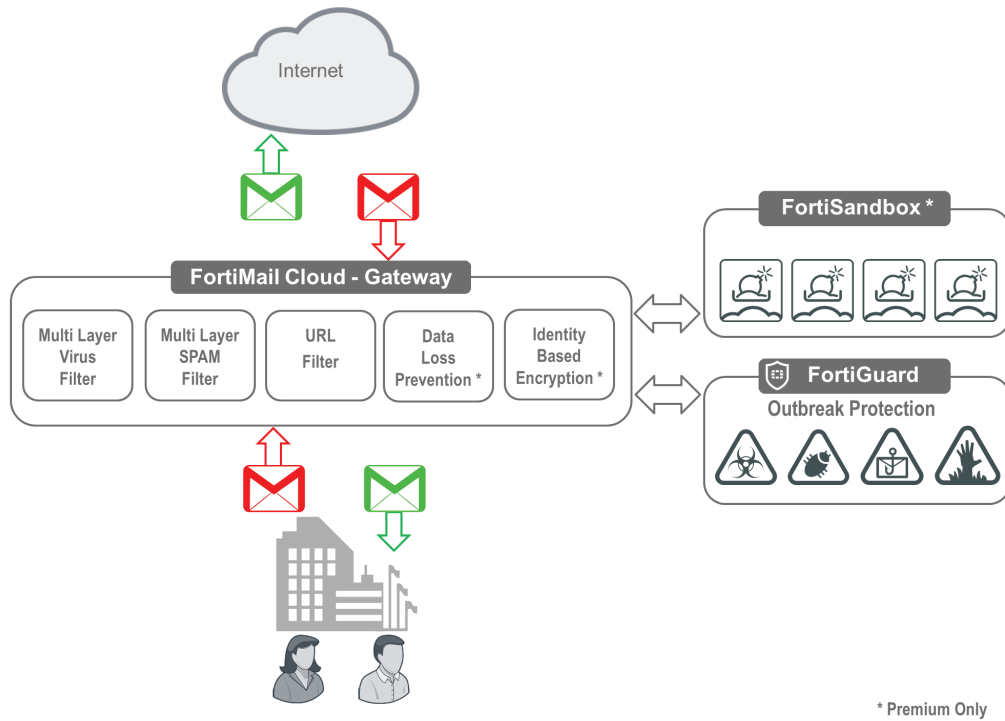 Internet
FortiSandbox *
FortiMail Cloud - Gateway
Multi Layer
Virus
Filter
Multi Layer
SPAM
Filter
URL
Filter
Data
Loss
Prevention *
Identity
Based
Encryption *
FortiGuard
Outbreak Protection
* Premium Only